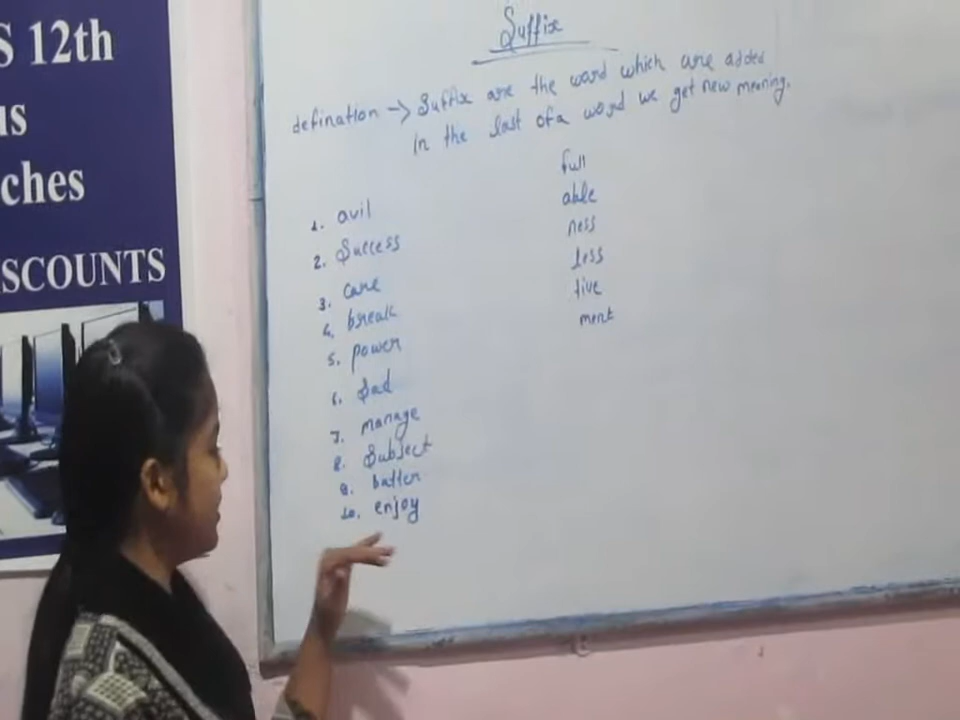 S 12th
us
ches
SCOUNTS
Suffix
defination -> Suffix are the word which are added
in the last of a word we get new meaning.
1. avil
2. Success
3. care
4. break
5. power
6. Sad
7. manage
8. Subject
9. batter
10. enjoy
full
able
ness
less
tive
ment